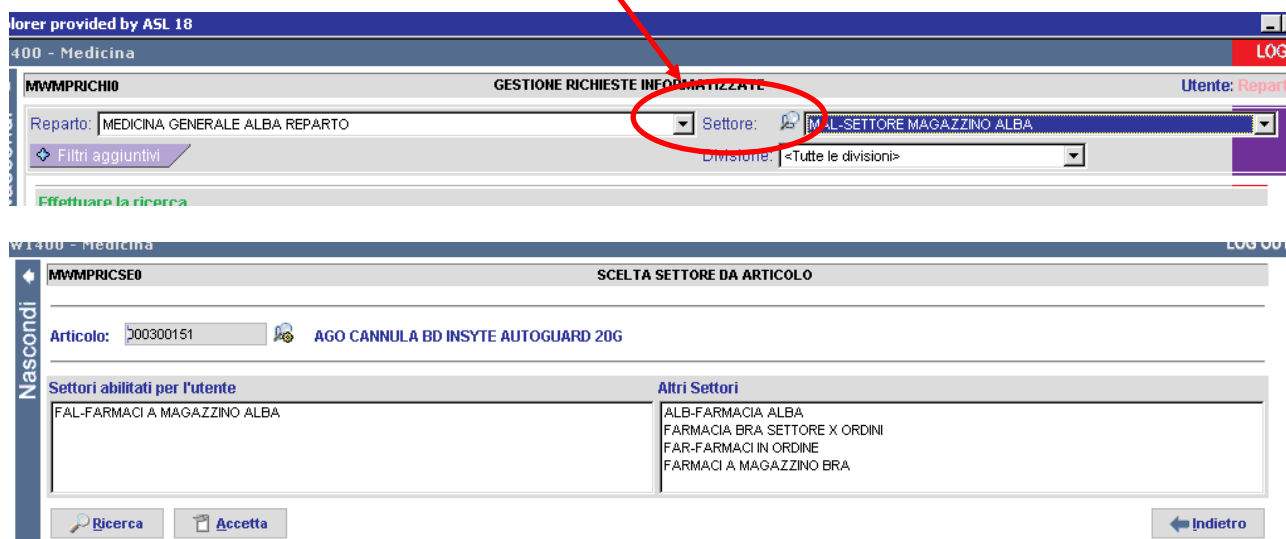 lorer provided by ASL 18
400 - Medicina LOG
MWMPRICHI0 GESTIONE RICHIESTE INFORMATIZZATE Utente: Repart
Reparto: MEDICINA GENERALE ALBA REPARTO Settore: MAL-SETTORE MAGAZZINO ALBA
Filtri aggiuntivi Divisione: <Tutte le divisioni>
Effettuare la ricerca
W1400 - Medicina LOG OUT
MWMPRICSE0 SCELTA SETTORE DA ARTICOLO
Nascondi
Articolo: 000300151 AGO CANNULA BD INSYTE AUTOGUARD 20G
Settori abilitati per l'utente Altri Settori
FAL-FARMACI A MAGAZZINO ALBA ALB-FARMACIA ALBA
FARMACIA BRA SETTORE X ORDINI
FAR-FARMACI IN ORDINE
FARMACI A MAGAZZINO BRA
Ricerca Accetta Indietro